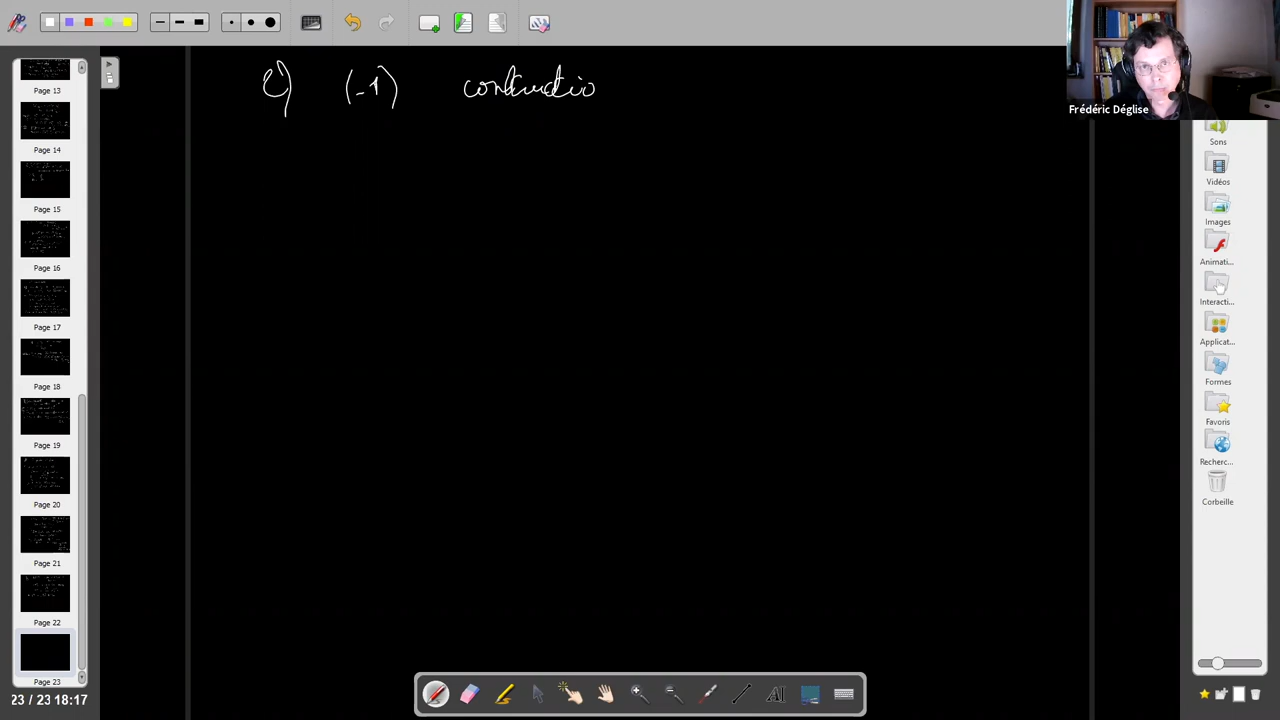 e) (-1) contractio
Frédéric Déglise
Page 13
Page 14
Page 15
Page 16
Page 17
Page 18
Page 19
Page 20
Page 21
Page 22
Page 23
23 / 23 18:17
Sons
Vidéos
Images
Animati...
Interacti...
Applicat...
Formes
Favoris
Recherc...
Corbeille
AI